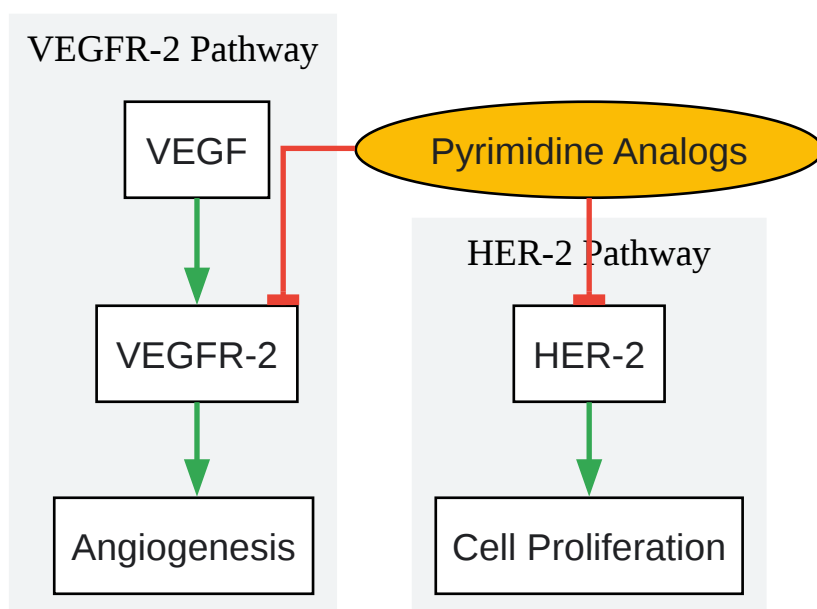 VEGFR-2 Pathway
VEGF
Pyrimidine Analogs
HER-2 Pathway
VEGFR-2
HER-2
Angiogenesis
Cell Proliferation